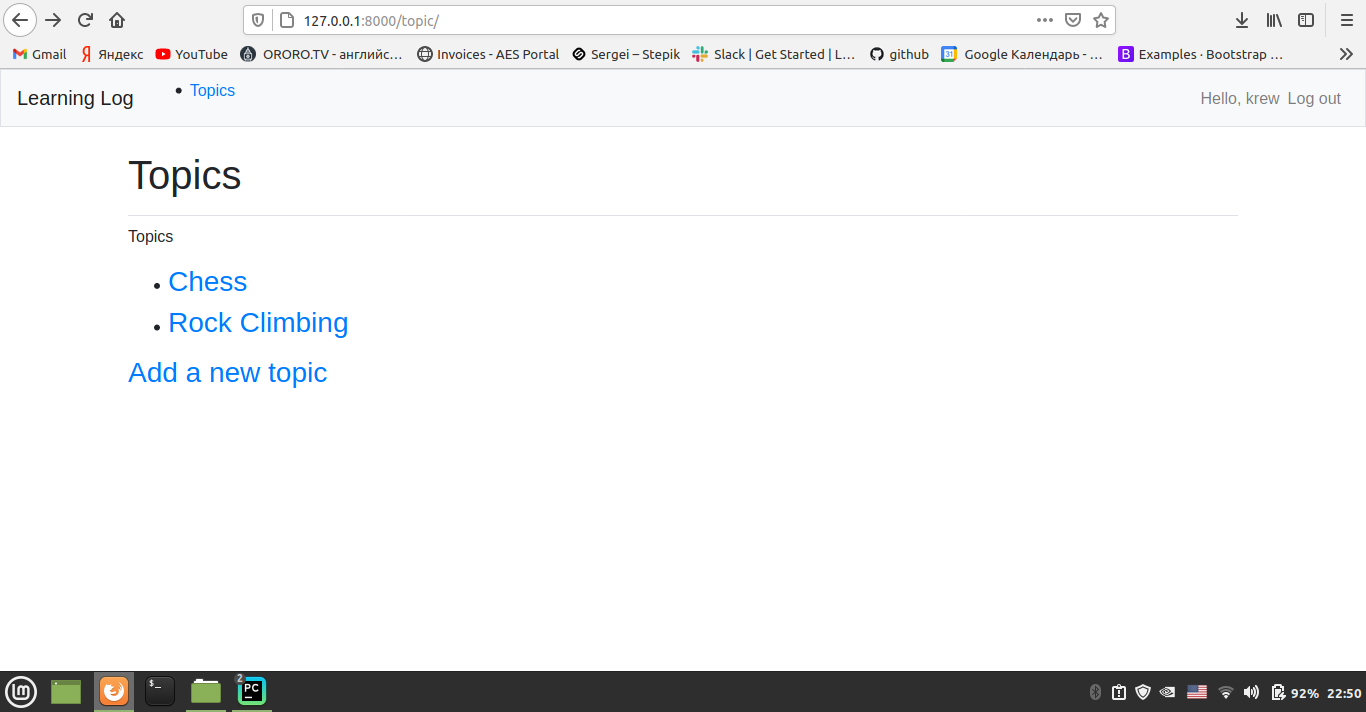 127.0.0.1:8000/topic/
Gmail Яндекс YouTube ORORO.TV - английс… Invoices - AES Portal Sergei – Stepik Slack | Get Started | L… github 31 Google Календарь - … B Examples · Bootstrap …
Learning Log Topics Hello, krew Log out
Topics
Topics
Chess
Rock Climbing
Add a new topic
$_ 2 PC 92% 22:50